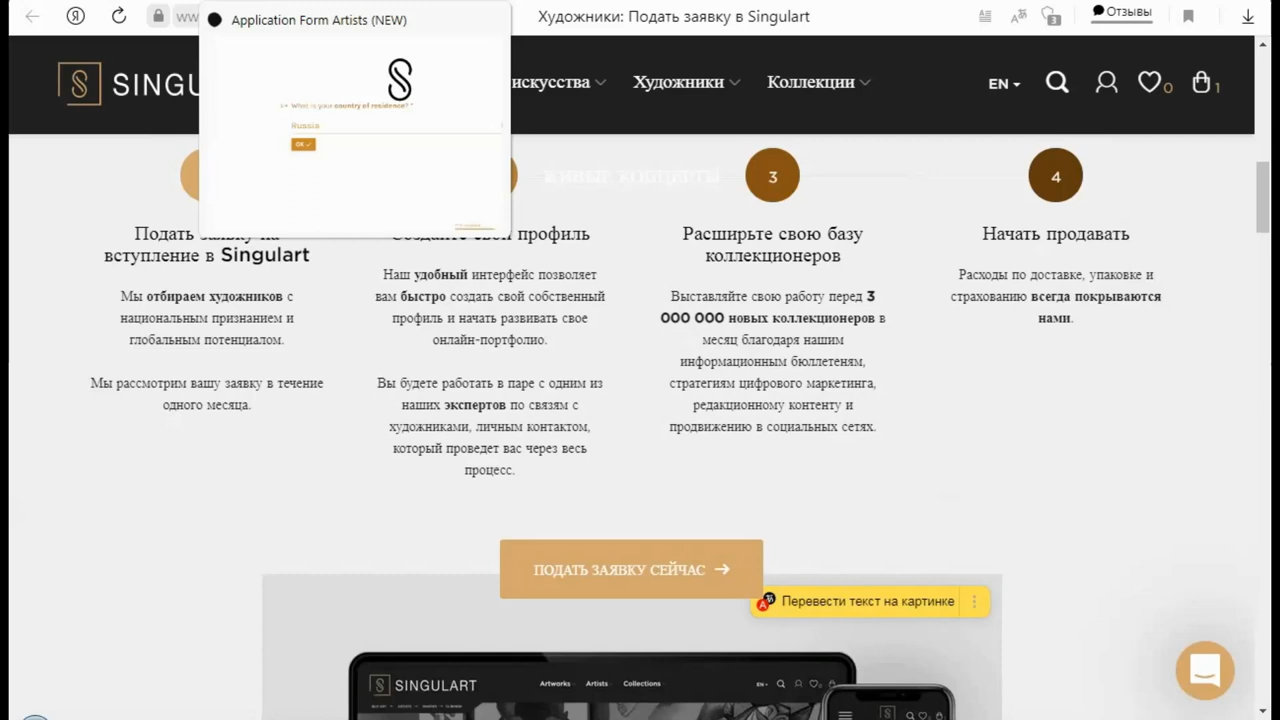 Application Form Artists (NEW)
Художники: Подать заявку в Singulart
3
Отзывы
What is your country of residence? *
Russia
OK ✓
SINGU
искусства
Художники
Коллекции
EN
0
1
3
4
Подать заявку на
вступление в Singulart
Мы отбираем художников с
национальным признанием и
глобальным потенциалом.
Мы рассмотрим вашу заявку в течение
одного месяца.
Создайте свой профиль
Наш удобный интерфейс позволяет
вам быстро создать свой собственный
профиль и начать развивать свое
онлайн-портфолио.
Вы будете работать в паре с одним из
наших экспертов по связям с
художниками, личным контактом,
который проведет вас через весь
процесс.
Расширьте свою базу
коллекционеров
Выставляйте свою работу перед 3
000 000 новых коллекционеров в
месяц благодаря нашим
информационным бюллетеням,
стратегиям цифрового маркетинга,
редакционному контенту и
продвижению в социальных сетях.
Начать продавать
Расходы по доставке, упаковке и
страхованию всегда покрываются
нами.
ПОДАТЬ ЗАЯВКУ СЕЙЧАС →
Перевести текст на картинке
SINGULART
Artworks
Artists
Collections
EN